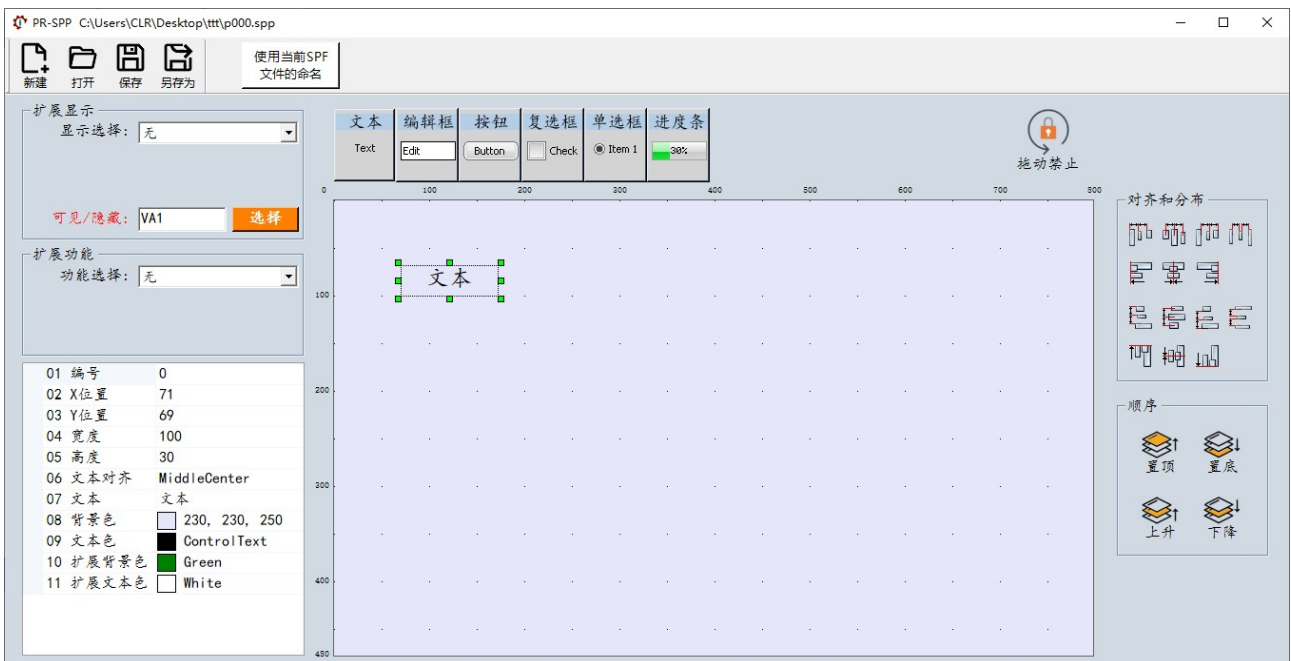 PR-SPP C:\Users\CLR\Desktop\ttt\p000.spp
新建 打开 保存 另存为
使用当前SPF
文件的命名
扩展显示
显示选择: 无
可见/隐藏: VA1 选择
扩展功能
功能选择: 无
01 编号 0
02 X位置 71
03 Y位置 69
04 宽度 100
05 高度 30
06 文本对齐 MiddleCenter
07 文本 文本
08 背景色 230, 230, 250
09 文本色 ControlText
10 扩展背景色 Green
11 扩展文本色 White
文本 编辑框 按钮 复选框 单选框 进度条
Text Edit Button Check Item 1 30%
拖动禁止
0 100 200 300 400 500 600 700 800
文本
100
200
300
400
480
对齐和分布
顺序
置顶 置底
上升 下降